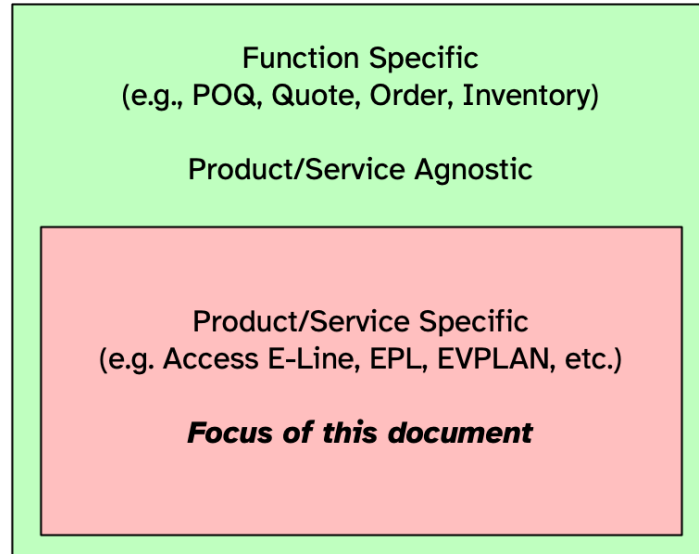 Function Specific
(e.g., POQ, Quote, Order, Inventory)
Product/Service Agnostic
Product/Service Specific
(e.g. Access E-Line, EPL, EVPLAN, etc.)
Focus of this document